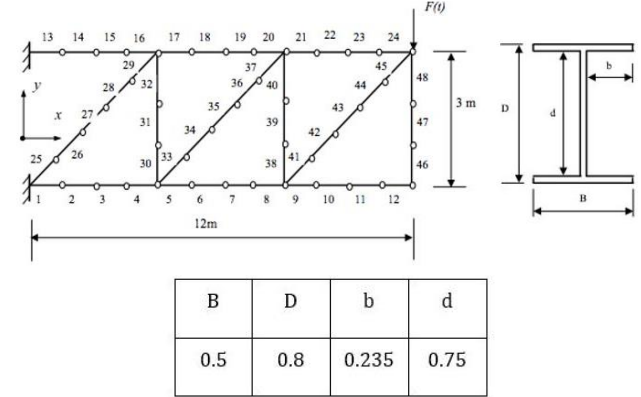 F(t)
13 14 15 16 17 18 19 20 21 22 23 24
29 32 37 40 45 48
28 36 44
y
x
27 31 35 39 43 47
3 m
34 42
25 26 30 33 38 41 46
1 2 3 4 5 6 7 8 9 10 11 12
12m
D
d
b
B
B D b d
0.5 0.8 0.235 0.75